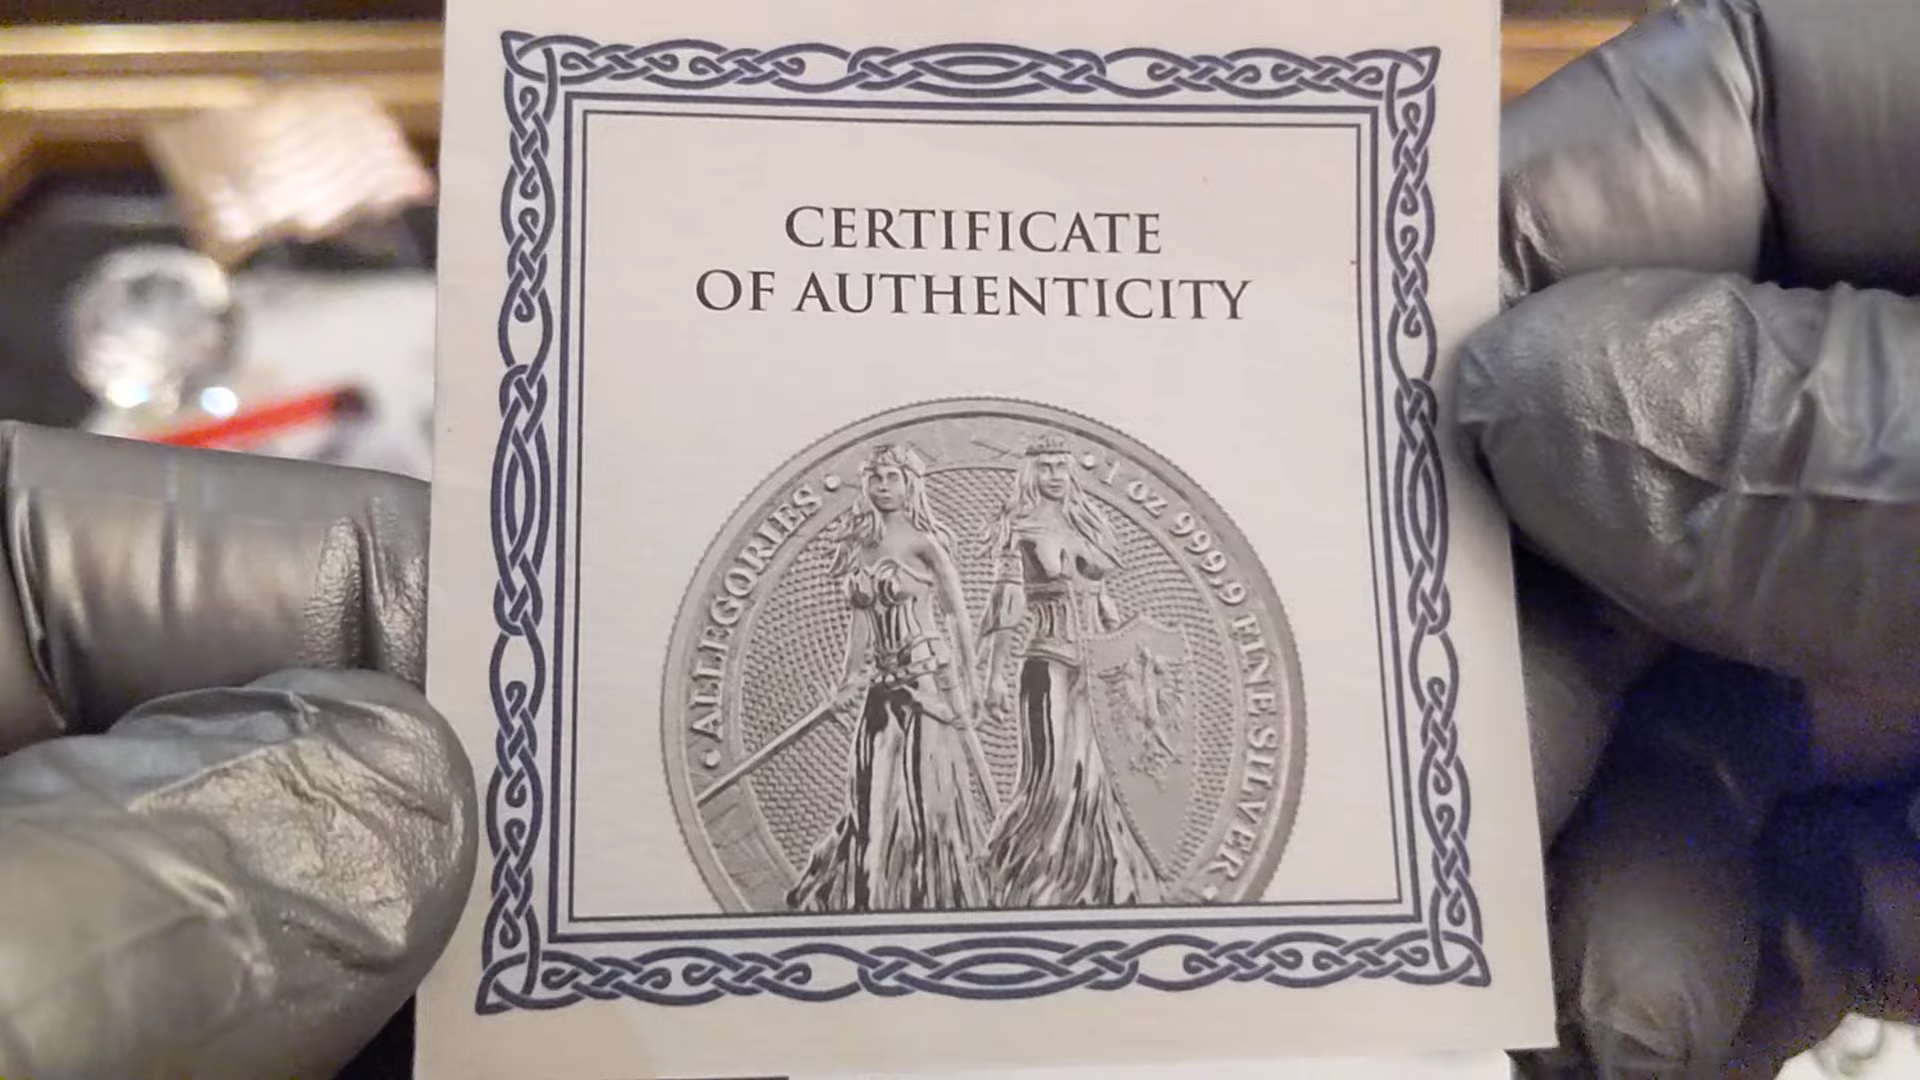 CERTIFICATE
OF AUTHENTICITY
• ALLEGORIES •
• 1 OZ 999.9 FINE SILVER •